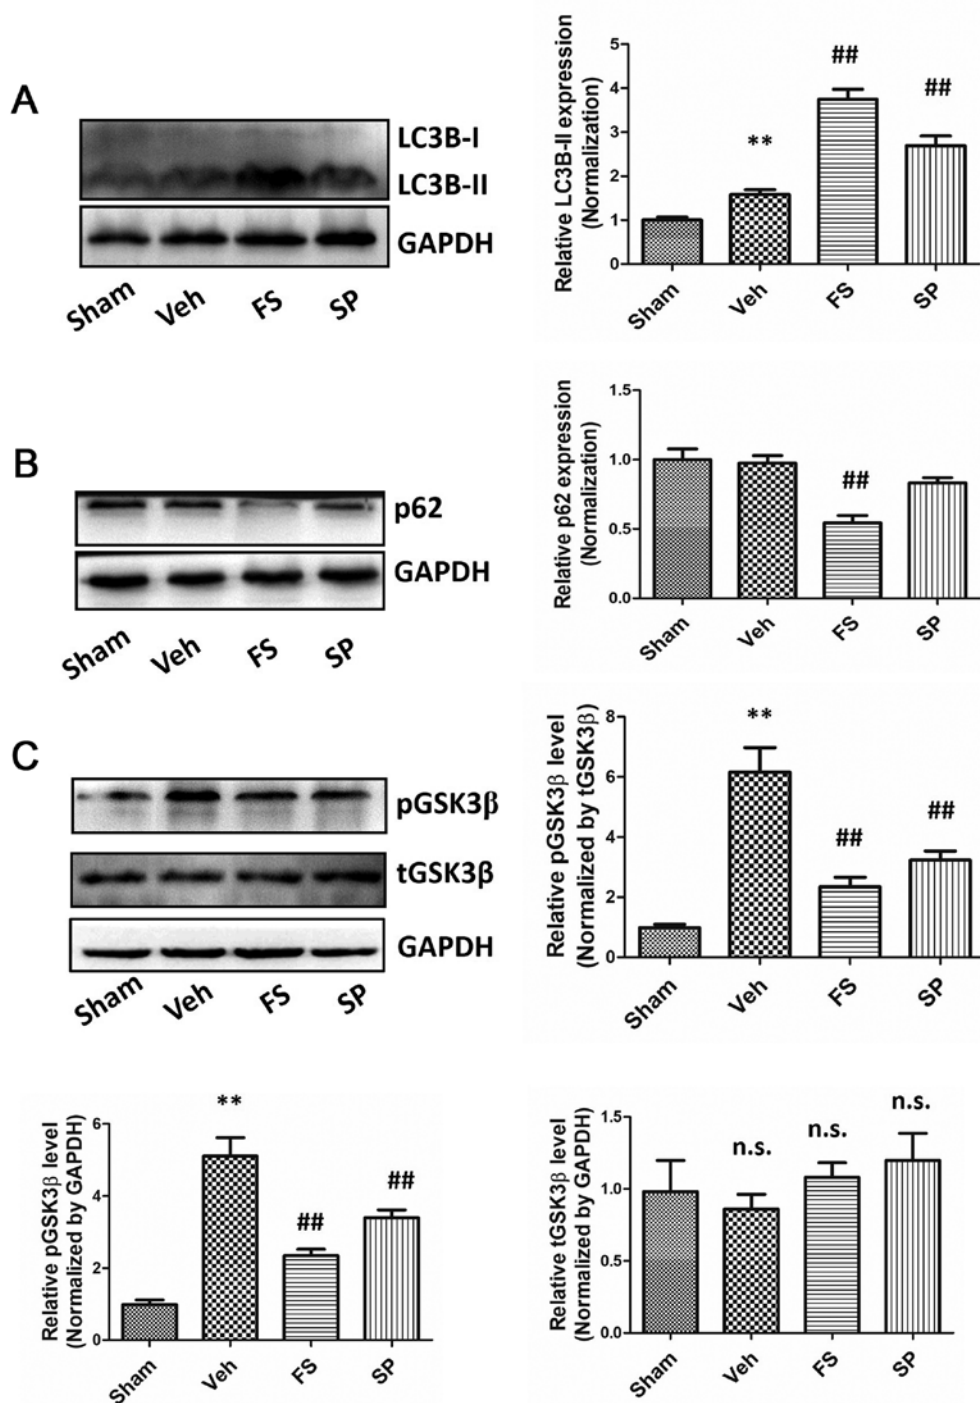 A
LC3B-I
LC3B-II
GAPDH
Sham
Veh
FS
SP
Relative LC3B-II expression
(Normalization)
5
4
3
2
1
0
**
##
##
Sham
Veh
FS
SP
B
p62
GAPDH
Sham
Veh
FS
SP
Relative p62 expression
(Normalization)
1.5
1.0
0.5
0.0
##
Sham
Veh
FS
SP
C
pGSK3β
tGSK3β
GAPDH
Sham
Veh
FS
SP
Relative pGSK3β level
(Normalized by tGSK3β)
8
6
4
2
0
**
##
##
Sham
Veh
FS
SP
Relative pGSK3β level
(Normalized by GAPDH)
6
4
2
0
**
##
##
Sham
Veh
FS
SP
Relative tGSK3β level
(Normalized by GAPDH)
1.5
1.0
0.5
0.0
n.s.
n.s.
n.s.
Sham
Veh
FS
SP